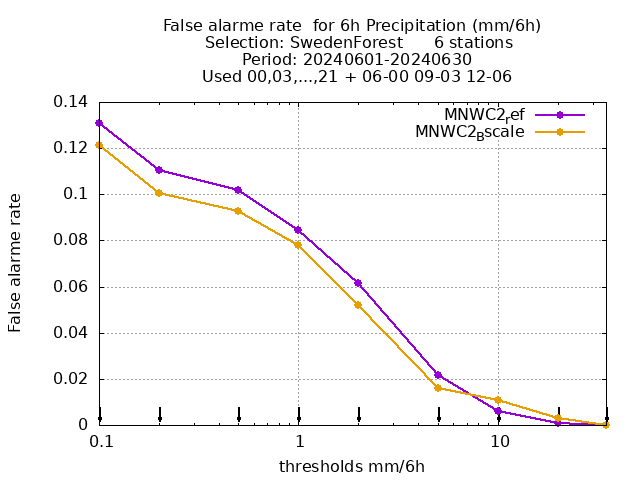 False alarme rate  for 6h Precipitation (mm/6h)
Selection: SwedenForest      6 stations
Period: 20240601-20240630
Used 00,03,...,21 + 06-00 09-03 12-06
MNWC2ref
MNWC2Bscale
0.14
0.12
0.1
0.08
0.06
0.04
0.02
0
False alarme rate
0.1
1
10
thresholds mm/6h